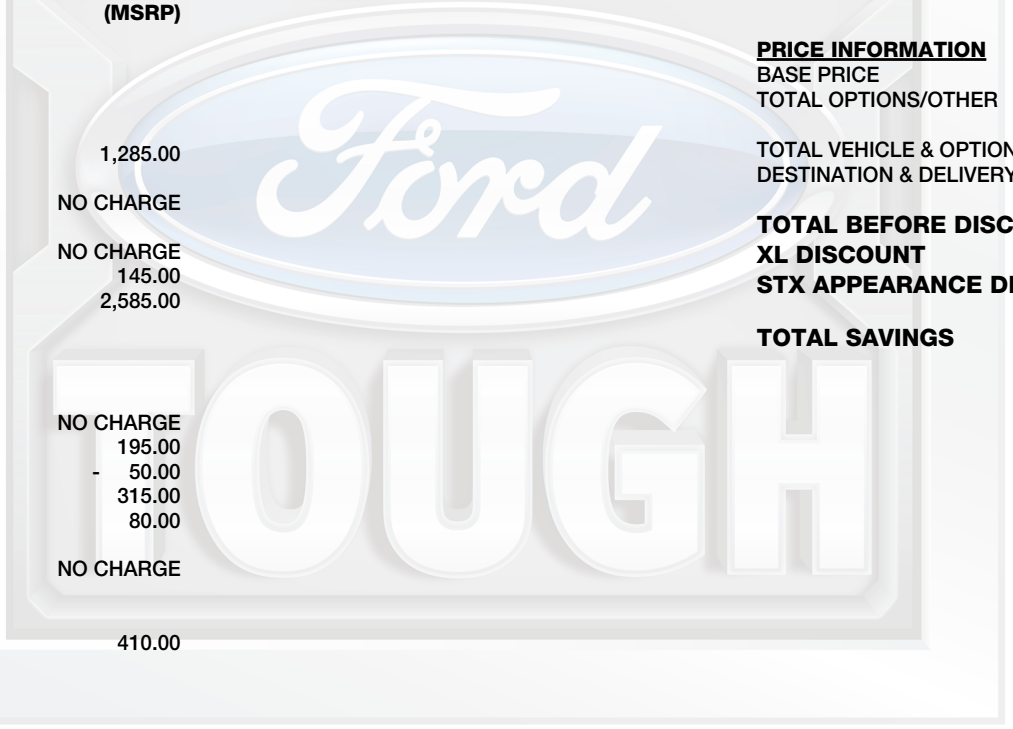 (MSRP)
1,285.00
NO CHARGE
NO CHARGE
145.00
2,585.00
NO CHARGE
195.00
- 50.00
315.00
80.00
NO CHARGE
410.00
PRICE INFORMATION
BASE PRICE
TOTAL OPTIONS/OTHER
TOTAL VEHICLE & OPTION
DESTINATION & DELIVERY
TOTAL BEFORE DISC
XL DISCOUNT
STX APPEARANCE DI
TOTAL SAVINGS
Ford
TOUGH